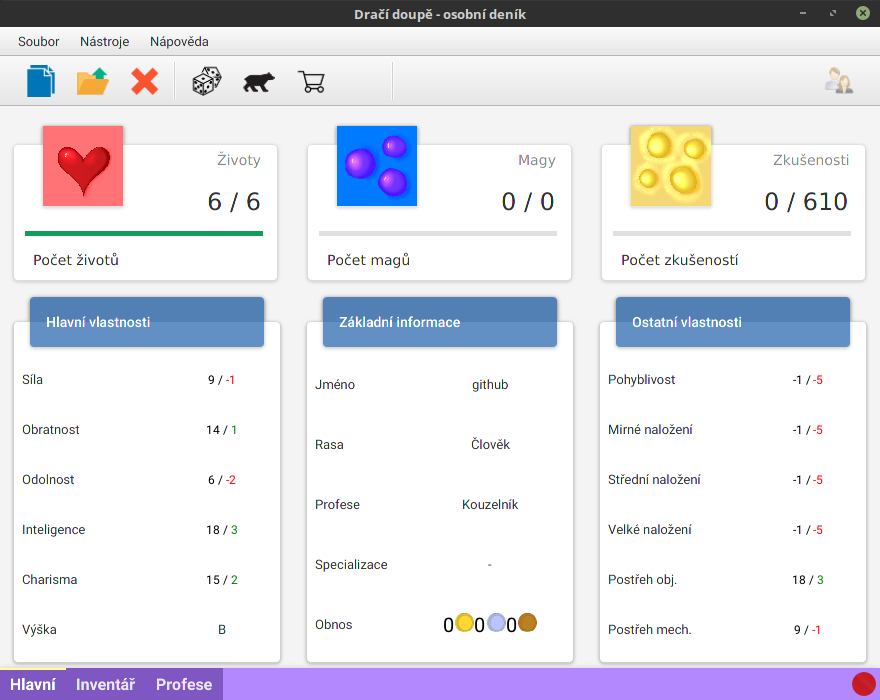 Dračí doupě - osobní deník
Soubor Nástroje Nápověda
Životy
6 / 6
Počet životů
Magy
0 / 0
Počet magů
Zkušenosti
0 / 610
Počet zkušeností
Hlavní vlastnosti
Síla 9 / -1
Obratnost 14 / 1
Odolnost 6 / -2
Inteligence 18 / 3
Charisma 15 / 2
Výška B
Základní informace
Jméno github
Rasa Člověk
Profese Kouzelník
Specializace -
Obnos 0 0 0
Ostatní vlastnosti
Pohyblivost -1 / -5
Mirné naložení -1 / -5
Střední naložení -1 / -5
Velké naložení -1 / -5
Postřeh obj. 18 / 3
Postřeh mech. 9 / -1
Hlavní Inventář Profese